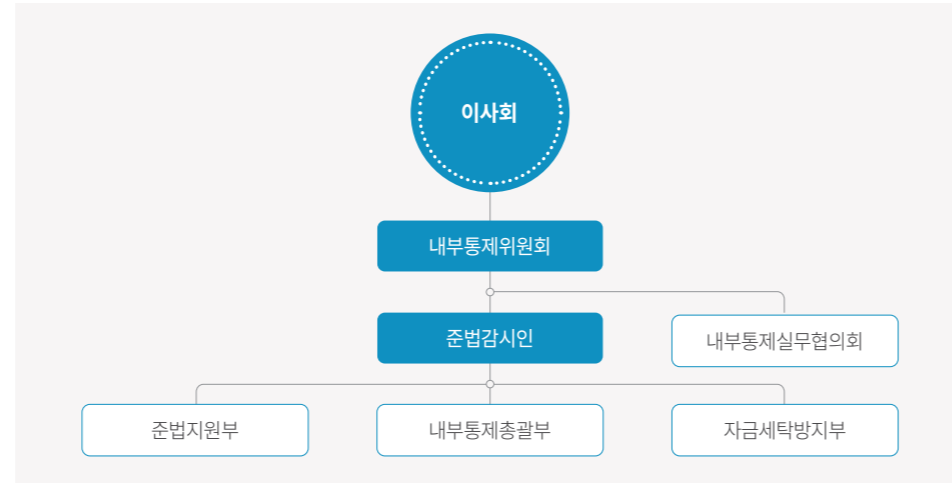 이사회
내부통제위원회
준법감시인
내부통제실무협의회
준법지원부
내부통제총괄부
자금세탁방지부